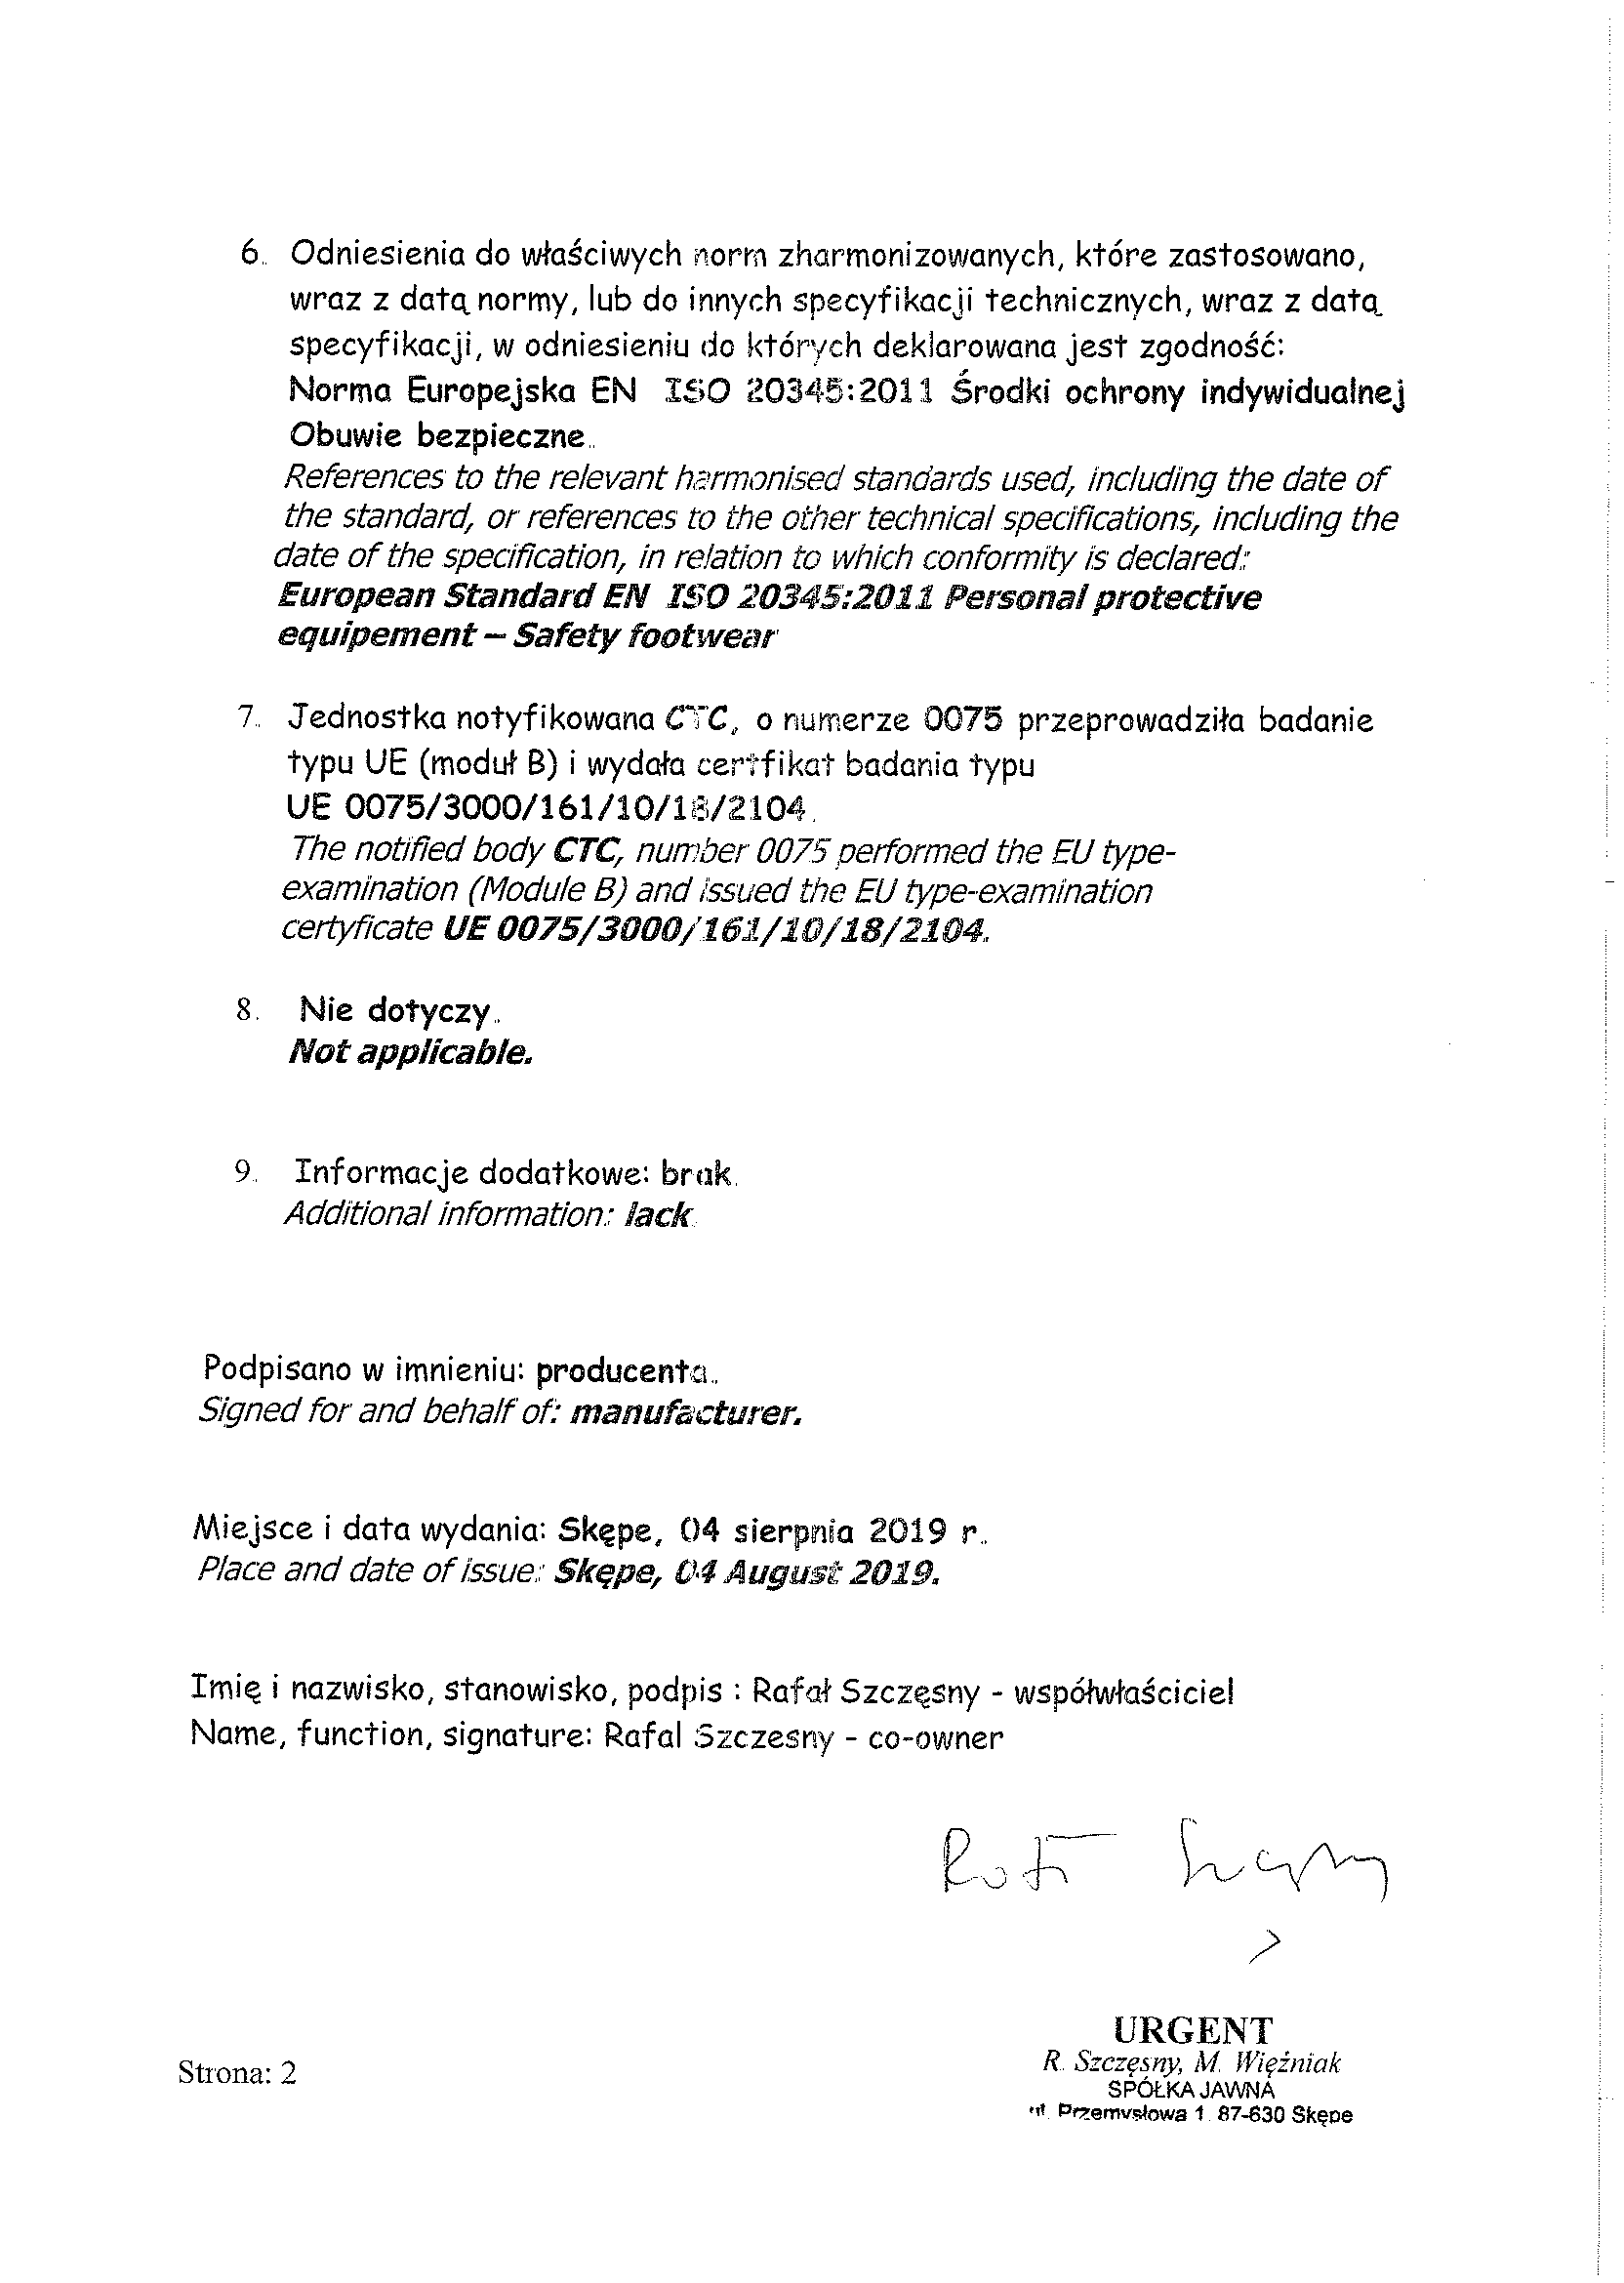 6. Odniesienia do właściwych norm zharmonizowanych, które zastosowano,
wraz z datą normy, lub do innych specyfikacji technicznych, wraz z datą
specyfikacji, w odniesieniu do których deklarowana jest zgodność:
Norma Europejska EN ISO 20345:2011 Środki ochrony indywidualnej
Obuwie bezpieczne.
References to the relevant harmonised standards used, including the date of
the standard, or references to the other technical specifications, including the
date of the specification, in relation to which conformity is declared:
European Standard EN ISO 20345:2011 Personal protective
equipement – Safety footwear
7. Jednostka notyfikowana CTC, o numerze 0075 przeprowadziła badanie
typu UE (moduł B) i wydała certfikat badania typu
UE 0075/3000/161/10/18/2104.
The notified body CTC, number 0075 performed the EU type-
examination (Module B) and issued the EU type-examination
certyficate UE 0075/3000/161/10/18/2104.
8. Nie dotyczy.
Not applicable.
9. Informacje dodatkowe: brak.
Additional information: lack.
Podpisano w imnieniu: producenta.
Signed for and behalf of: manufacturer.
Miejsce i data wydania: Skępe, 04 sierpnia 2019 r.
Place and date of issue: Skępe, 04 August 2019.
Imię i nazwisko, stanowisko, podpis : Rafał Szczęsny - współwłaściciel
Name, function, signature: Rafal Szczesny - co-owner
URGENT
R. Szczęsny, M. Więźniak
SPÓŁKA JAWNA
ul. Przemysłowa 1 87-630 Skępe
Strona: 2